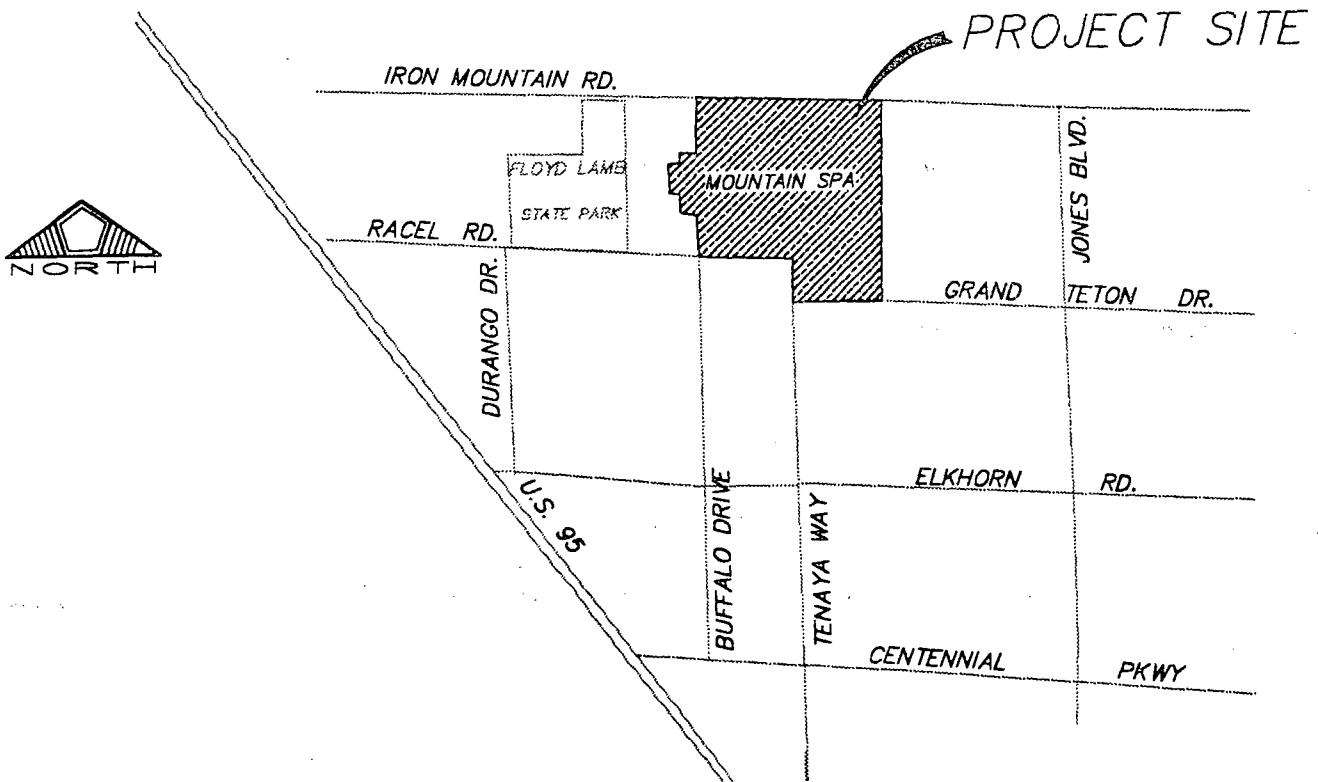 PROJECT SITE
IRON MOUNTAIN RD.
JONES BLVD.
FLOYD LAMB
STATE PARK
MOUNTAIN SPA
RACEL RD.
NORTH
DURANGO DR.
GRAND TETON DR.
ELKHORN RD.
U.S. 95
BUFFALO DRIVE
TENAYA WAY
CENTENNIAL PKWY